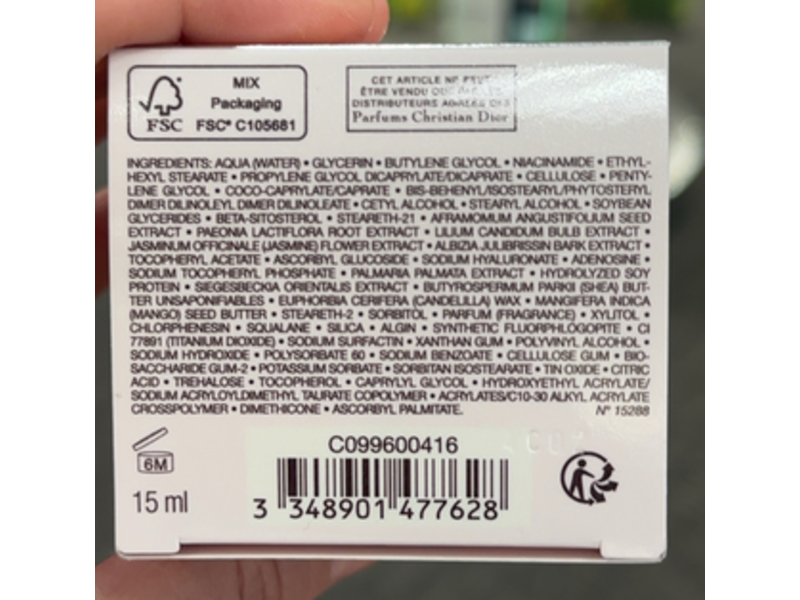 MIX
Packaging
FSC
FSC® C105681
CET ARTICLE NE PEUT
ÊTRE VENDU QUE PAR LES
DISTRIBUTEURS AGRÉÉS DES
Parfums Christian Dior
INGREDIENTS: AQUA (WATER) • GLYCERIN • BUTYLENE GLYCOL • NIACINAMIDE • ETHYL-
HEXYL STEARATE • PROPYLENE GLYCOL DICAPRYLATE/DICAPRATE • CELLULOSE • PENTY-
LENE GLYCOL • COCO-CAPRYLATE/CAPRATE • BIS-BEHENYL/ISOSTEARYL/PHYTOSTERYL
DIMER DILINOLEYL DIMER DILINOLEATE • CETYL ALCOHOL • STEARYL ALCOHOL • SOYBEAN
GLYCERIDES • BETA-SITOSTEROL • STEARETH-21 • AFRAMOMUM ANGUSTIFOLIUM SEED
EXTRACT • PAEONIA LACTIFLORA ROOT EXTRACT • LILIUM CANDIDUM BULB EXTRACT •
JASMINUM OFFICINALE (JASMINE) FLOWER EXTRACT • ALBIZIA JULIBRISSIN BARK EXTRACT •
TOCOPHERYL ACETATE • ASCORBYL GLUCOSIDE • SODIUM HYALURONATE • ADENOSINE •
SODIUM TOCOPHERYL PHOSPHATE • PALMARIA PALMATA EXTRACT • HYDROLYZED SOY
PROTEIN • SIEGESBECKIA ORIENTALIS EXTRACT • BUTYROSPERMUM PARKII (SHEA) BUT-
TER UNSAPONIFIABLES • EUPHORBIA CERIFERA (CANDELILLA) WAX • MANGIFERA INDICA
(MANGO) SEED BUTTER • STEARETH-2 • SORBITOL • PARFUM (FRAGRANCE) • XYLITOL •
CHLORPHENESIN • SQUALANE • SILICA • ALGIN • SYNTHETIC FLUORPHLOGOPITE • CI
77891 (TITANIUM DIOXIDE) • SODIUM SURFACTIN • XANTHAN GUM • POLYVINYL ALCOHOL •
SODIUM HYDROXIDE • POLYSORBATE 60 • SODIUM BENZOATE • CELLULOSE GUM • BIO-
SACCHARIDE GUM-2 • POTASSIUM SORBATE • SORBITAN ISOSTEARATE • TIN OXIDE • CITRIC
ACID • TREHALOSE • TOCOPHEROL • CAPRYLYL GLYCOL • HYDROXYETHYL ACRYLATE/
SODIUM ACRYLOYLDIMETHYL TAURATE COPOLYMER • ACRYLATES/C10-30 ALKYL ACRYLATE
CROSSPOLYMER • DIMETHICONE • ASCORBYL PALMITATE. N° 15288
C099600416
6M
15 ml
3 348901 477628